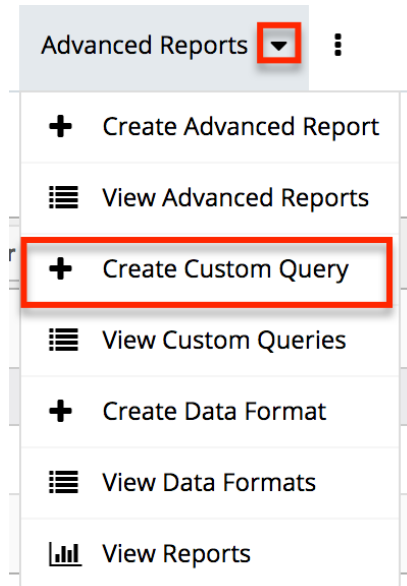 Advanced Reports
Create Advanced Report
View Advanced Reports
r
Create Custom Query
View Custom Queries
Create Data Format
View Data Formats
View Reports